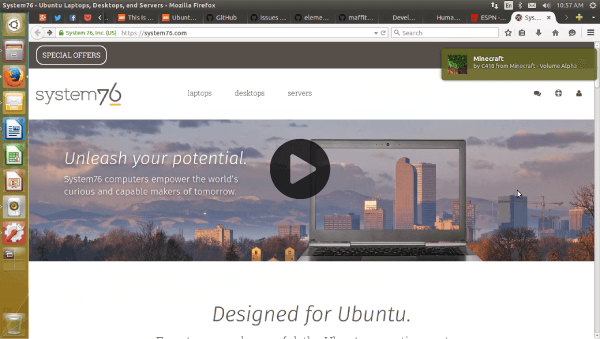 System76 - Ubuntu Laptops, Desktops, and Servers - Mozilla Firefox
En
10:57 AM
This is
Ubunt
GitHub
issues
eleme
maffit
Devel
Huma
ESPN
Sys
System 76, Inc. (US)
https://system76.com
Search
SPECIAL OFFERS
Minecraft
by C418 from Minecraft - Volume Alpha
system76
laptops
desktops
servers
Unleash your potential.
System76 computers empower the world's
curious and capable makers of tomorrow.
Designed for Ubuntu.